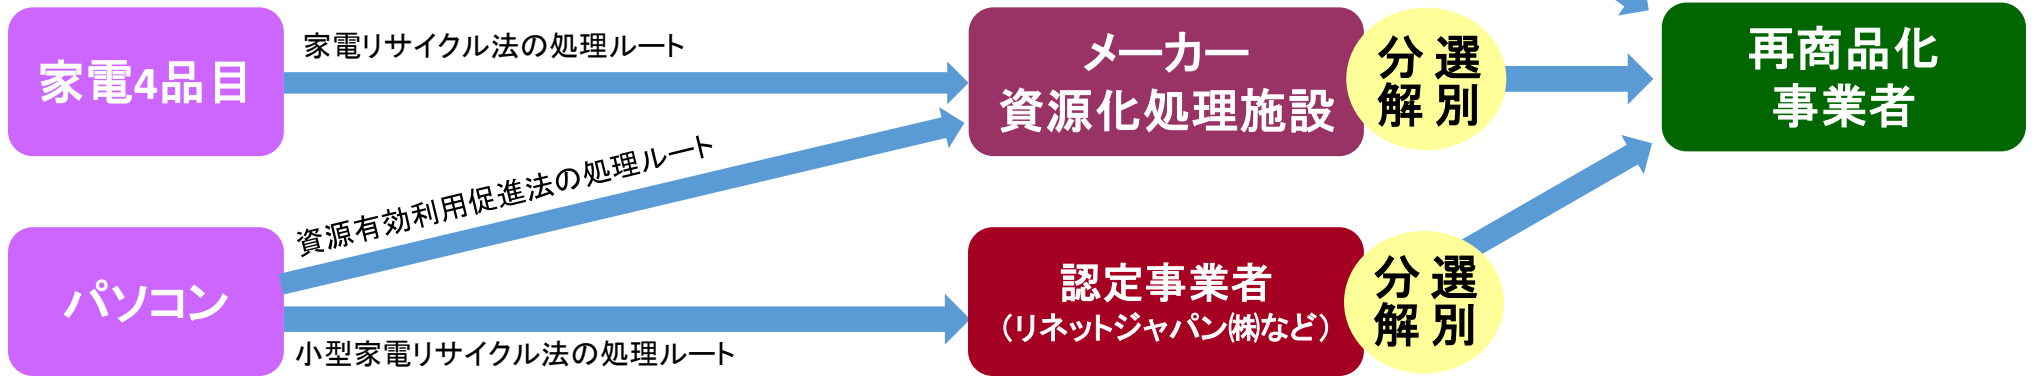 家電リサイクル法の処理ルート
家電4品目
メーカー
資源化処理施設
分選
解別
再商品化
事業者
資源有効利用促進法の処理ルート
パソコン
認定事業者
（リネットジャパン㈱など）
分選
解別
小型家電リサイクル法の処理ルート